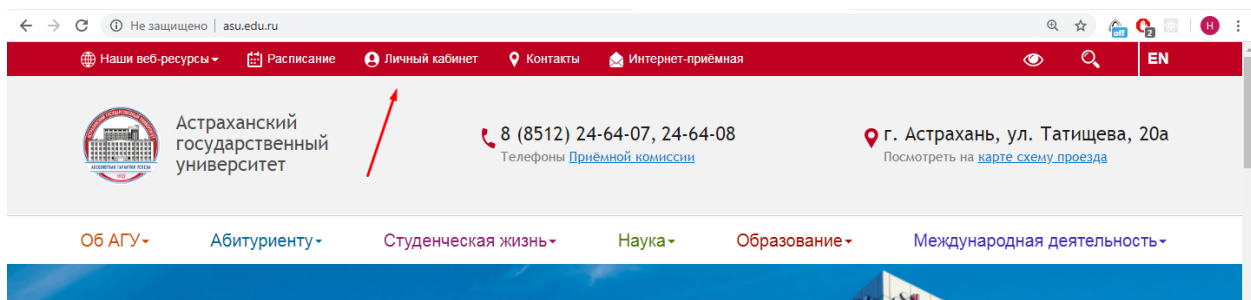 Не защищено | asu.edu.ru
off
2
Н
Наши веб-ресурсы
Расписание
Личный кабинет
Контакты
Интернет-приёмная
EN
Астраханский
государственный
университет
8 (8512) 24-64-07, 24-64-08
Телефоны Приёмной комиссии
г. Астрахань, ул. Татищева, 20а
Посмотреть на карте схему проезда
Об АГУ
Абитуриенту
Студенческая жизнь
Наука
Образование
Международная деятельность